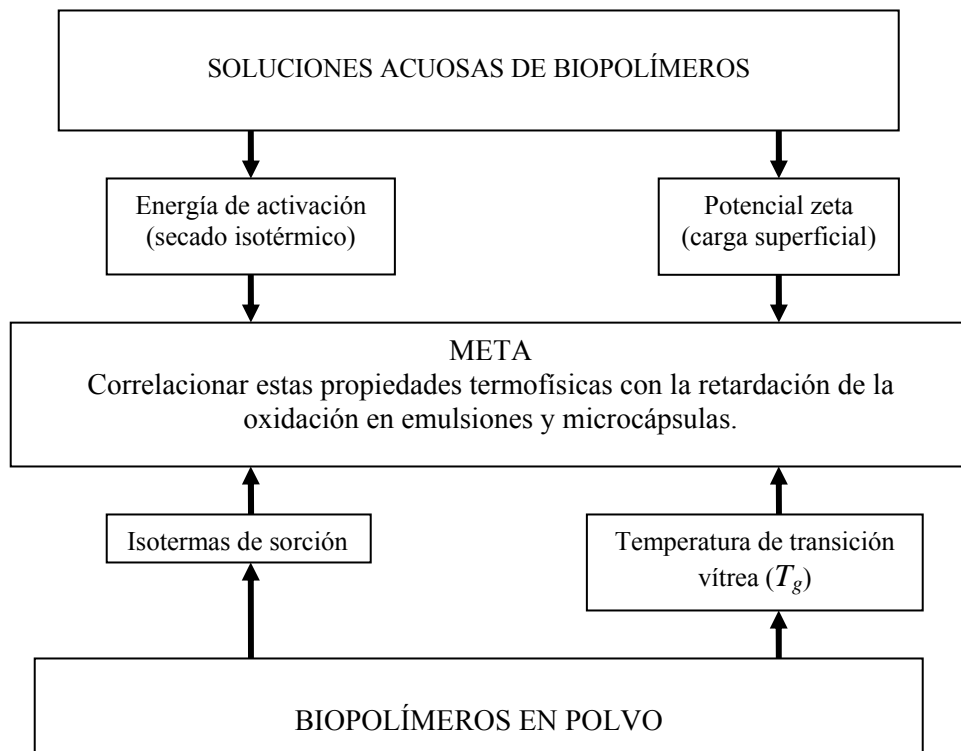 SOLUCIONES ACUOSAS DE BIOPOLÍMEROS
Energía de activación
(secado isotérmico)
Potencial zeta
(carga superficial)
META
Correlacionar estas propiedades termofísicas con la retardación de la
oxidación en emulsiones y microcápsulas.
Isotermas de sorción
Temperatura de transición
vítrea (Tg)
BIOPOLÍMEROS EN POLVO